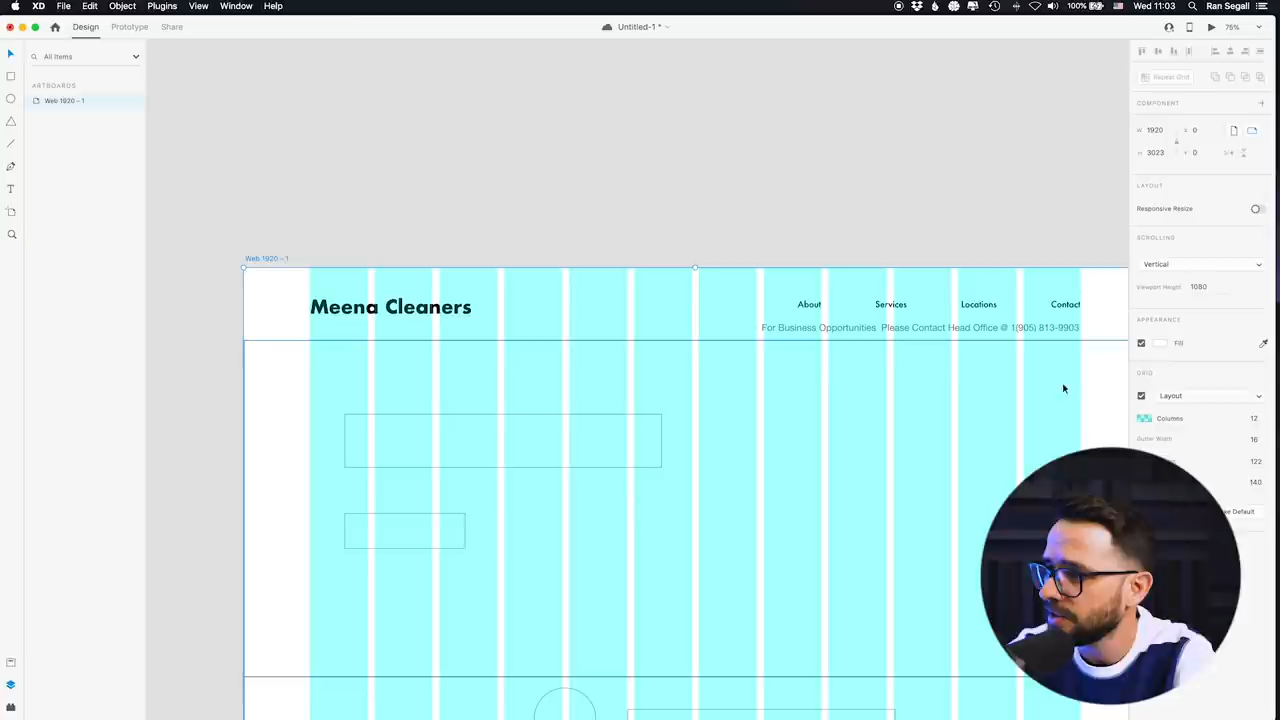 XD File Edit Object Plugins View Window Help
100% Wed 11:03 Ran Segall
Design Prototype Share
Untitled-1 *
75%
All Items
ARTBOARDS
Web 1920 – 1
Web 1920 – 1
Meena Cleaners
About Services Locations Contact
For Business Opportunities Please Contact Head Office @ 1(905) 813-9903
Repeat Grid
COMPONENT
W 1920 X 0
H 3023 Y 0
LAYOUT
Responsive Resize
SCROLLING
Vertical
Viewport Height 1080
APPEARANCE
Fill
GRID
Layout
Columns 12
Gutter Width 16
122
140
Default